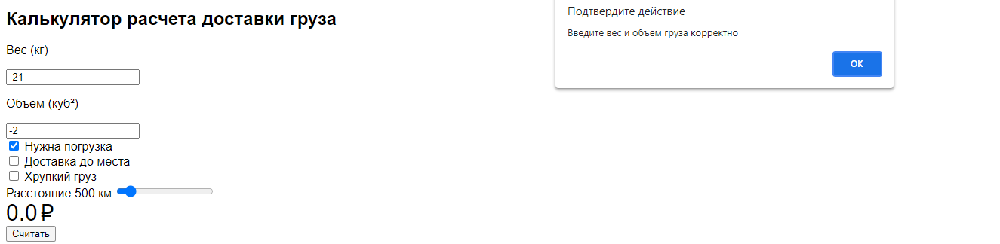 Калькулятор расчета доставки груза
Вес (кг)
-21
Объем (куб²)
-2
Нужна погрузка
Доставка до места
Хрупкий груз
Расстояние 500 км
0.0 ₽
Считать
Подтвердите действие
Введите вес и объем груза корректно
ОК